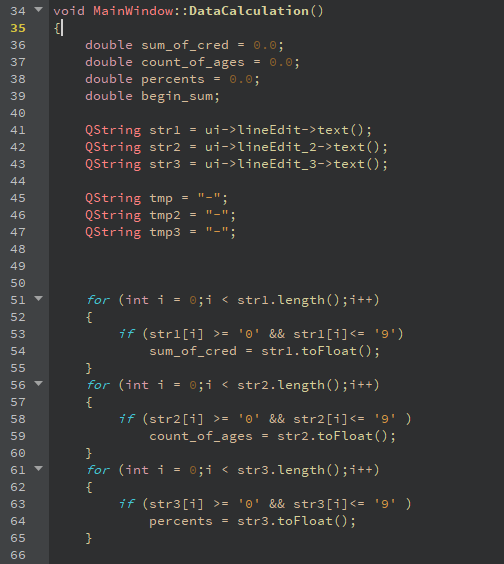 34 void MainWindow::DataCalculation()
35 {
36     double sum_of_cred = 0.0;
37     double count_of_ages = 0.0;
38     double percents = 0.0;
39     double begin_sum;
40
41     QString str1 = ui->lineEdit->text();
42     QString str2 = ui->lineEdit_2->text();
43     QString str3 = ui->lineEdit_3->text();
44
45     QString tmp = "-";
46     QString tmp2 = "-";
47     QString tmp3 = "-";
48
49
50
51     for (int i = 0;i < str1.length();i++)
52     {
53         if (str1[i] >= '0' && str1[i]<= '9')
54             sum_of_cred = str1.toFloat();
55     }
56     for (int i = 0;i < str2.length();i++)
57     {
58         if (str2[i] >= '0' && str2[i]<= '9' )
59             count_of_ages = str2.toFloat();
60     }
61     for (int i = 0;i < str3.length();i++)
62     {
63         if (str3[i] >= '0' && str3[i]<= '9' )
64             percents = str3.toFloat();
65     }
66